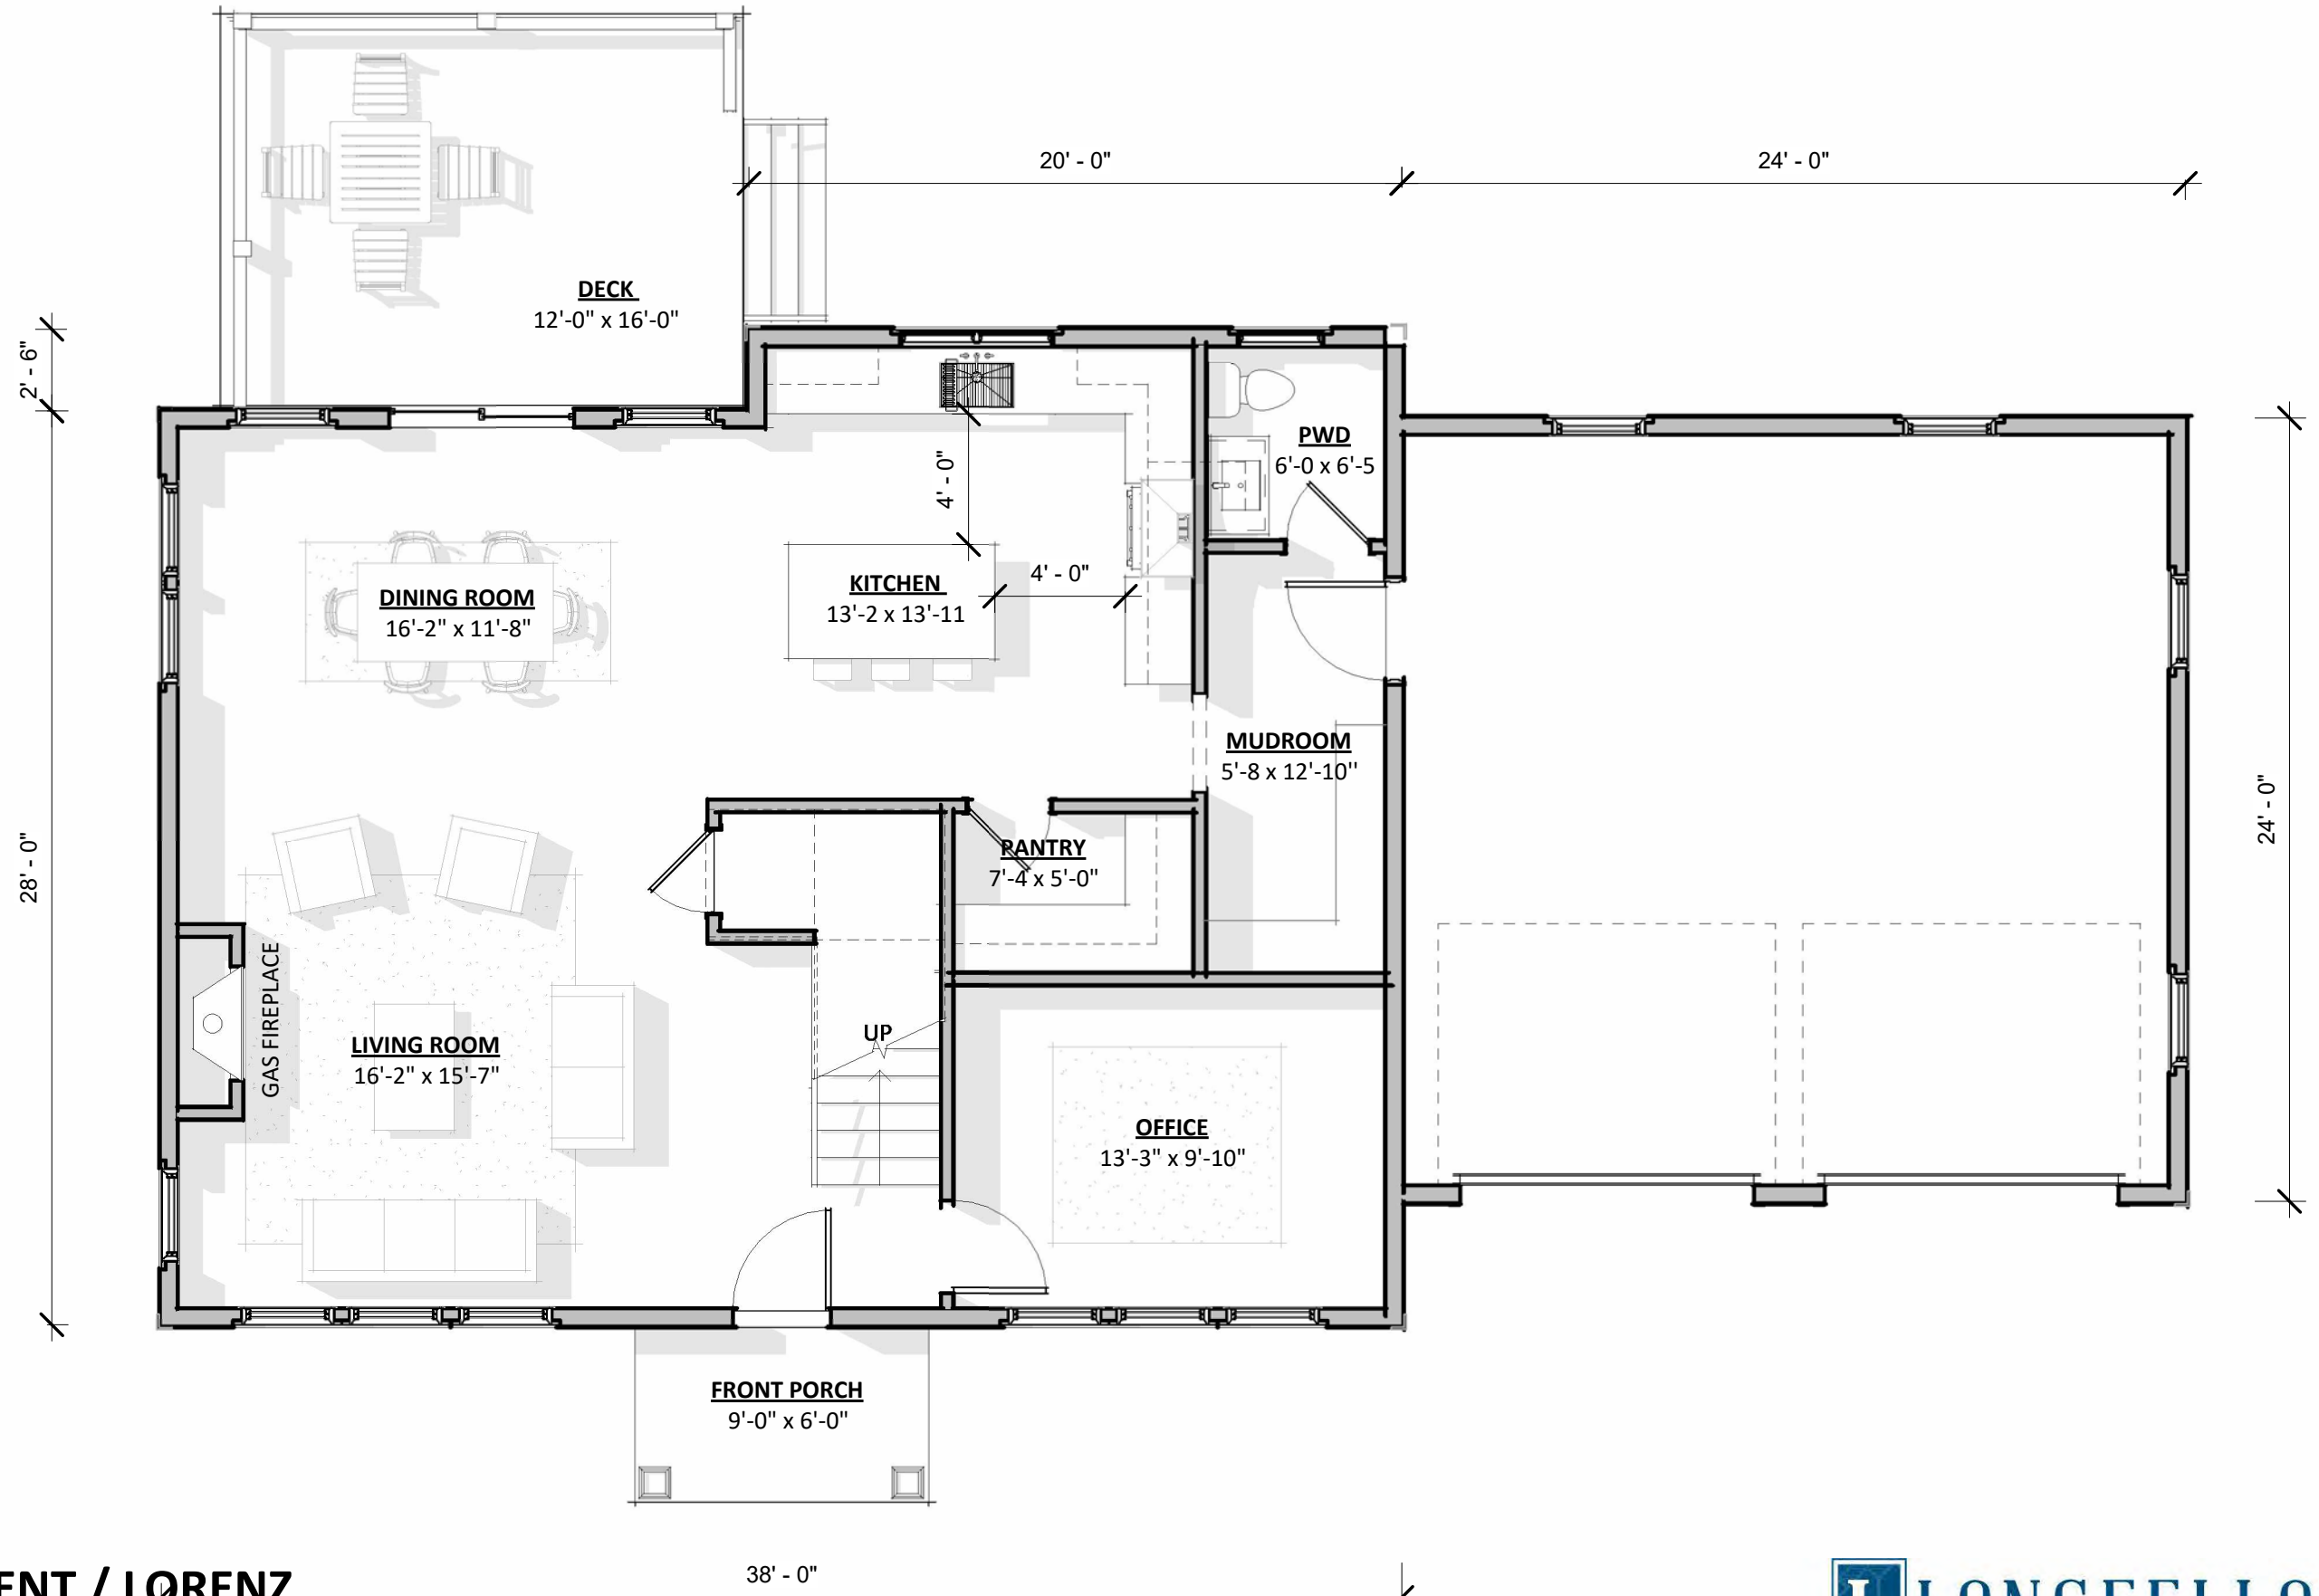 20' - 0"
24' - 0"
DECK
12'-0" x 16'-0"
2' - 6"
PWD
6'-0 x 6'-5
4' - 0"
4' - 0"
KITCHEN
13'-2 x 13'-11
DINING ROOM
16'-2" x 11'-8"
MUDROOM
5'-8 x 12'-10''
24' - 0"
28' - 0"
PANTRY
7'-4 x 5'-0"
GAS FIREPLACE
UP
LIVING ROOM
16'-2" x 15'-7"
OFFICE
13'-3" x 9'-10"
FRONT PORCH
9'-0" x 6'-0"
38' - 0"
ENT / LORENZ
L LONGFELLO